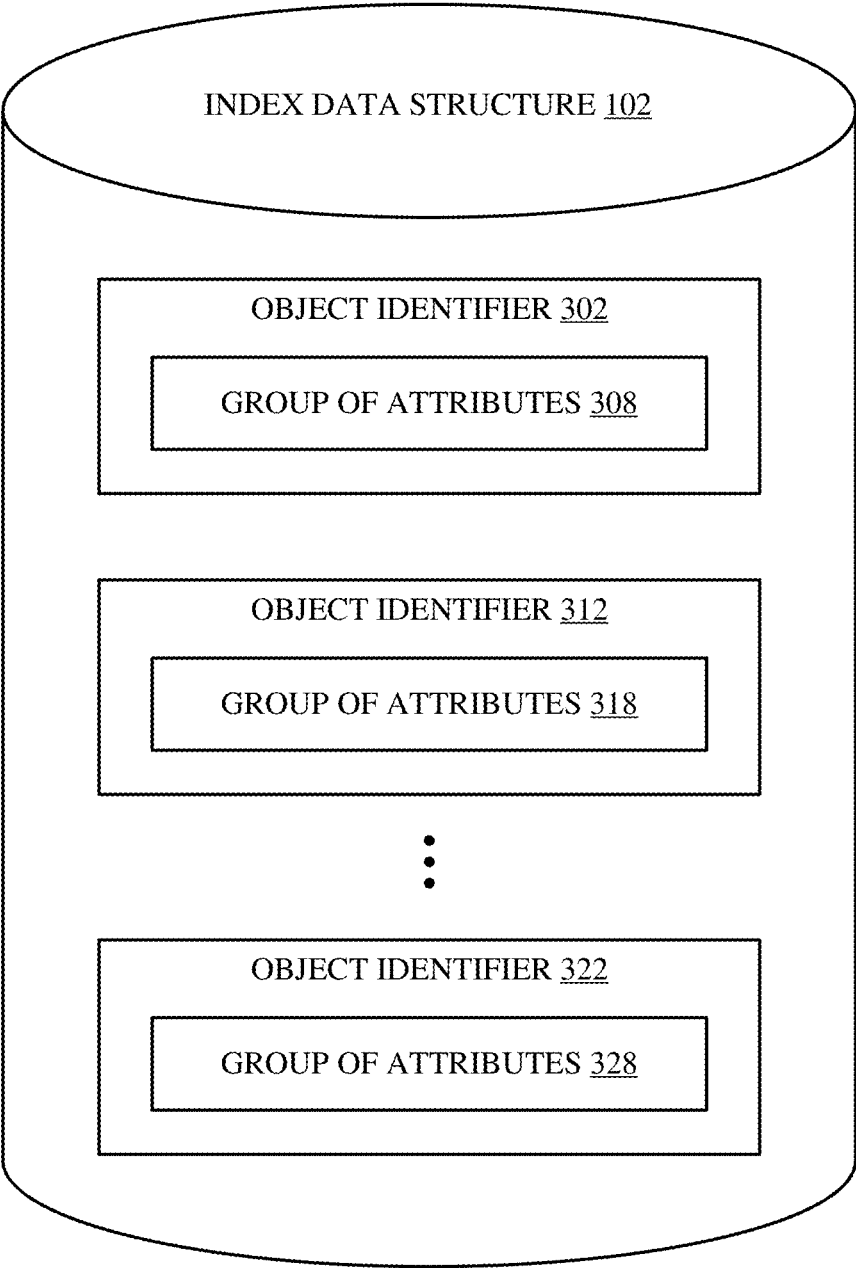 INDEX DATA STRUCTURE 102
OBJECT IDENTIFIER 302
GROUP OF ATTRIBUTES 308
OBJECT IDENTIFIER 312
GROUP OF ATTRIBUTES 318
OBJECT IDENTIFIER 322
GROUP OF ATTRIBUTES 328